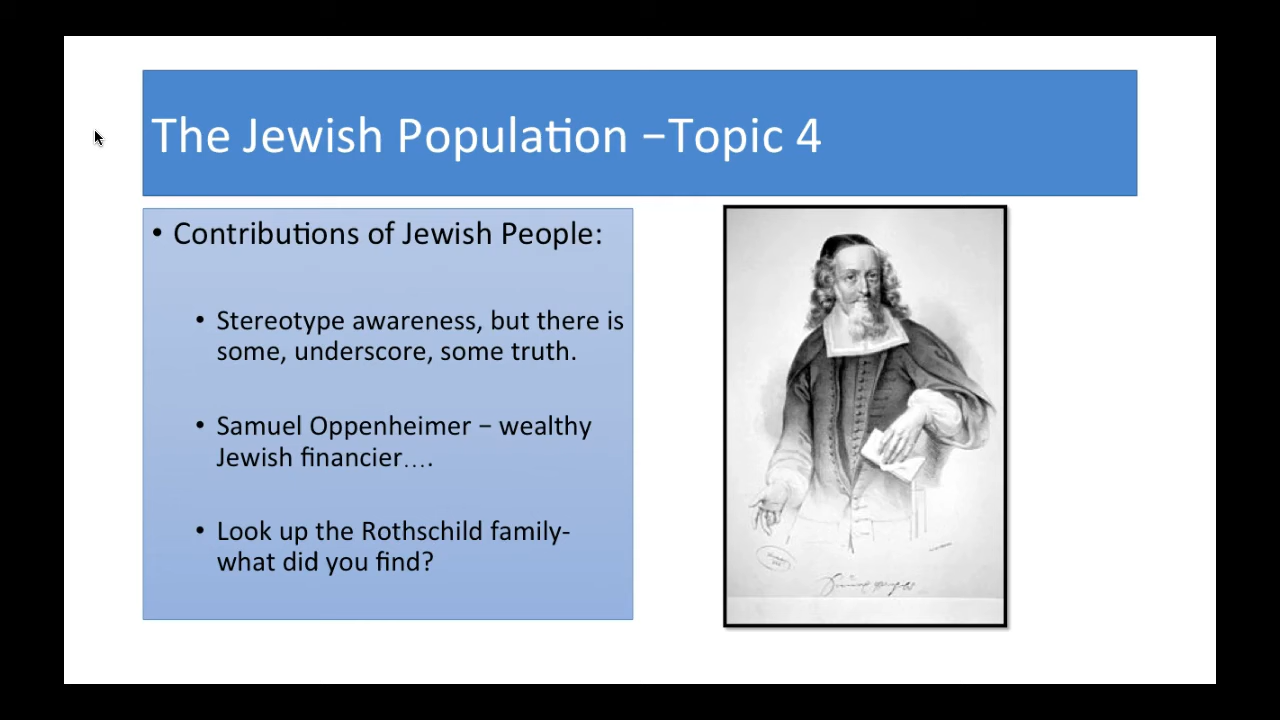 The Jewish Population –Topic 4
• Contributions of Jewish People:
• Stereotype awareness, but there is
some, underscore, some truth.
• Samuel Oppenheimer – wealthy
Jewish financier….
• Look up the Rothschild family-
what did you find?